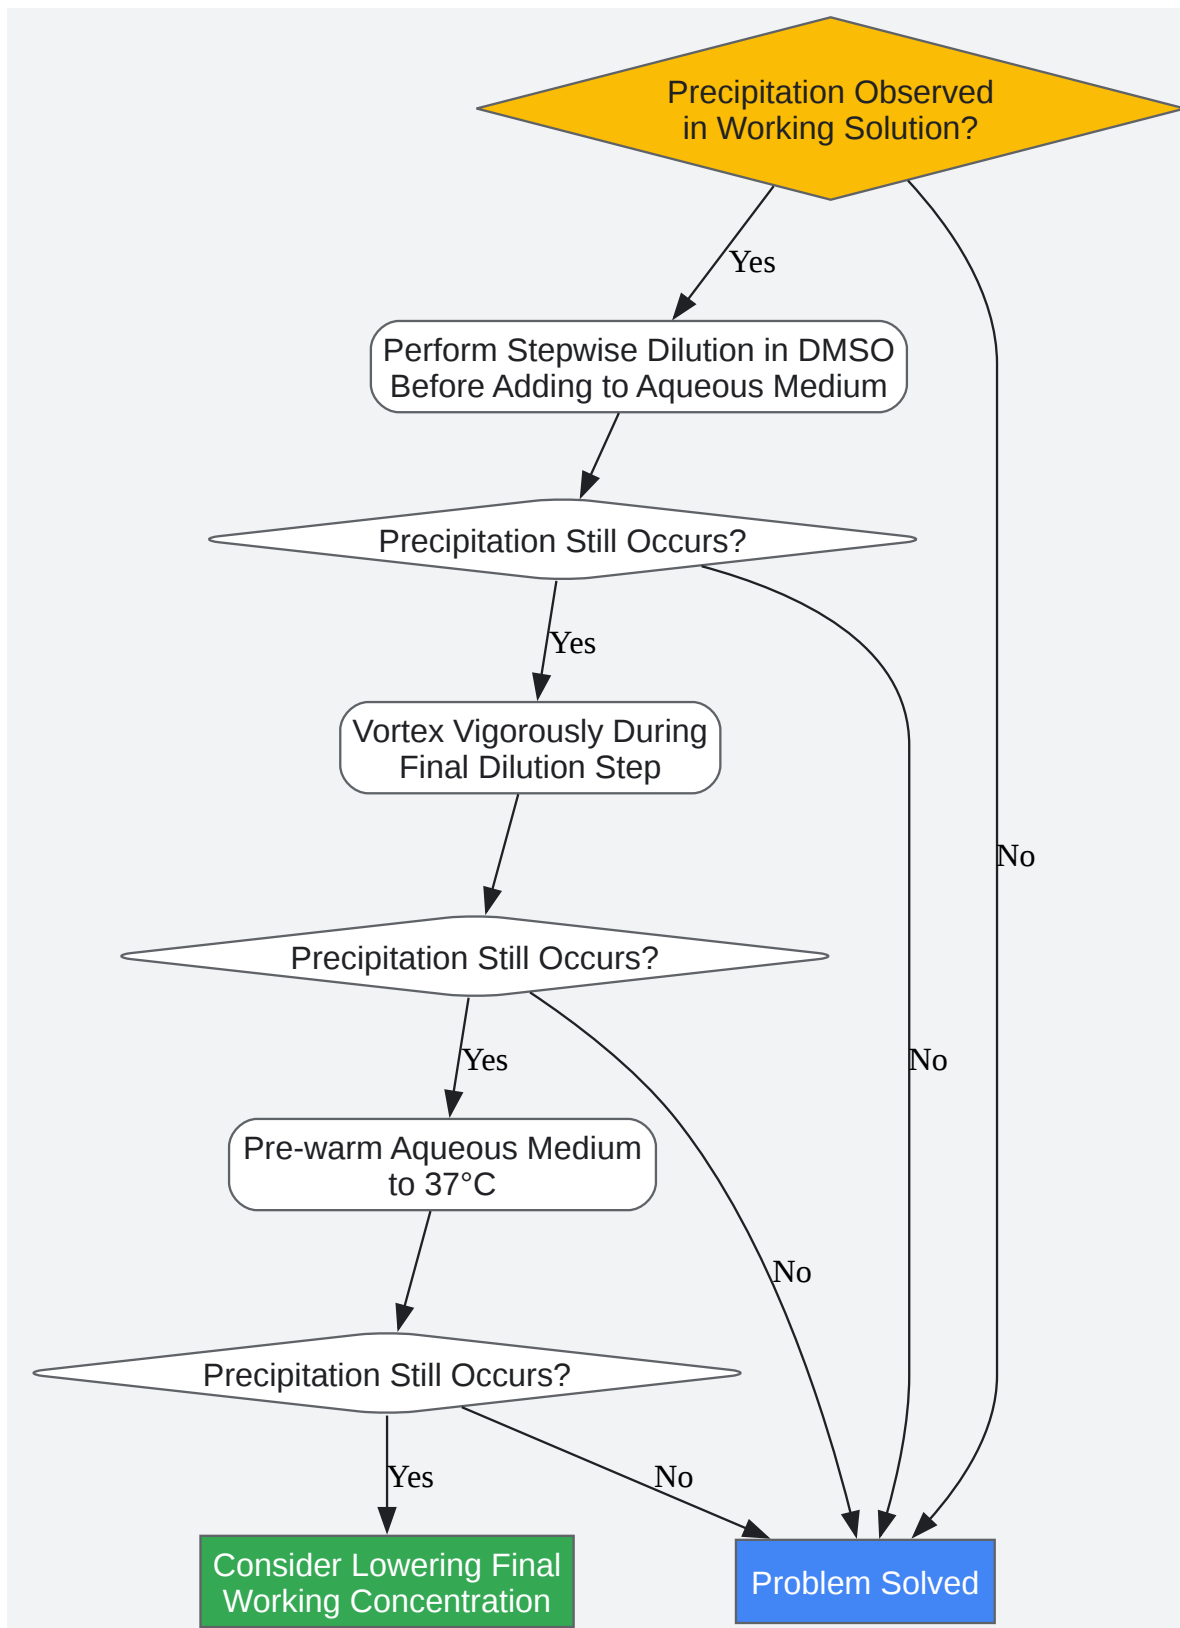 Precipitation Observed
in Working Solution?
Yes
Perform Stepwise Dilution in DMSO
Before Adding to Aqueous Medium
Precipitation Still Occurs?
Yes
Vortex Vigorously During
Final Dilution Step
No
Precipitation Still Occurs?
Yes
No
Pre-warm Aqueous Medium
to 37°C
No
Precipitation Still Occurs?
Yes
No
Consider Lowering Final
Working Concentration
Problem Solved